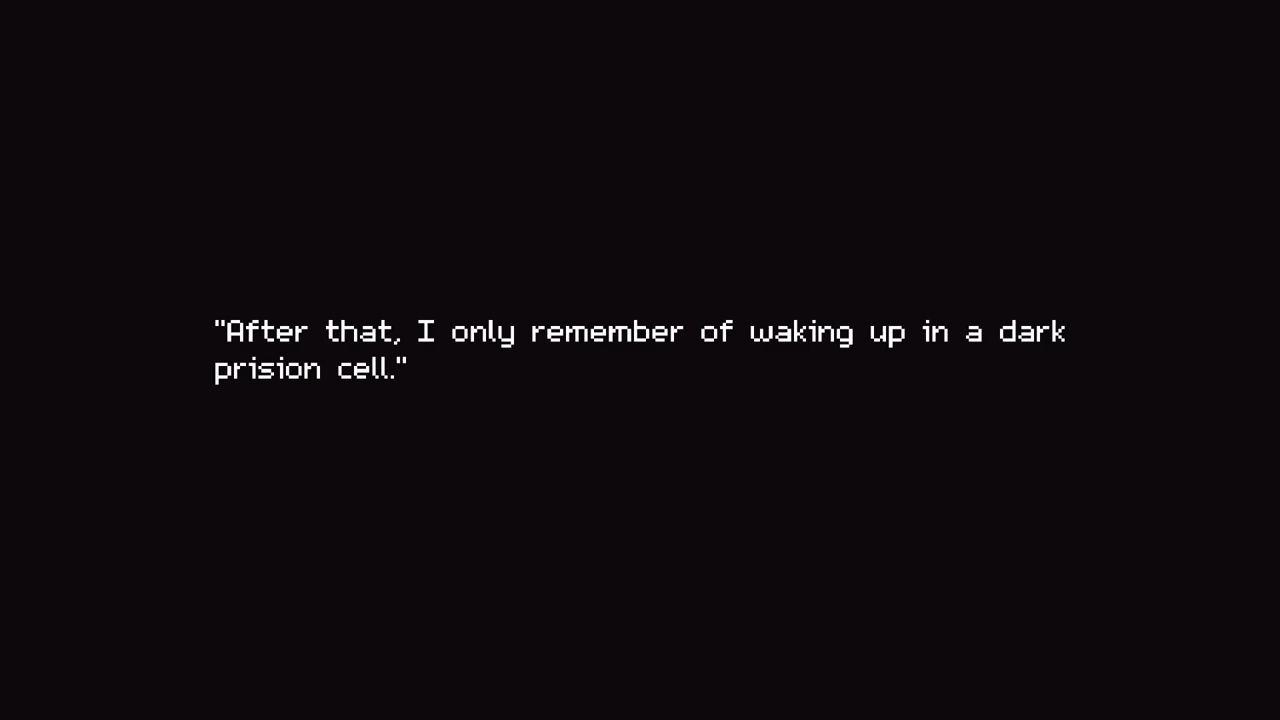 "After that, I only remember of waking up in a dark
prision cell."